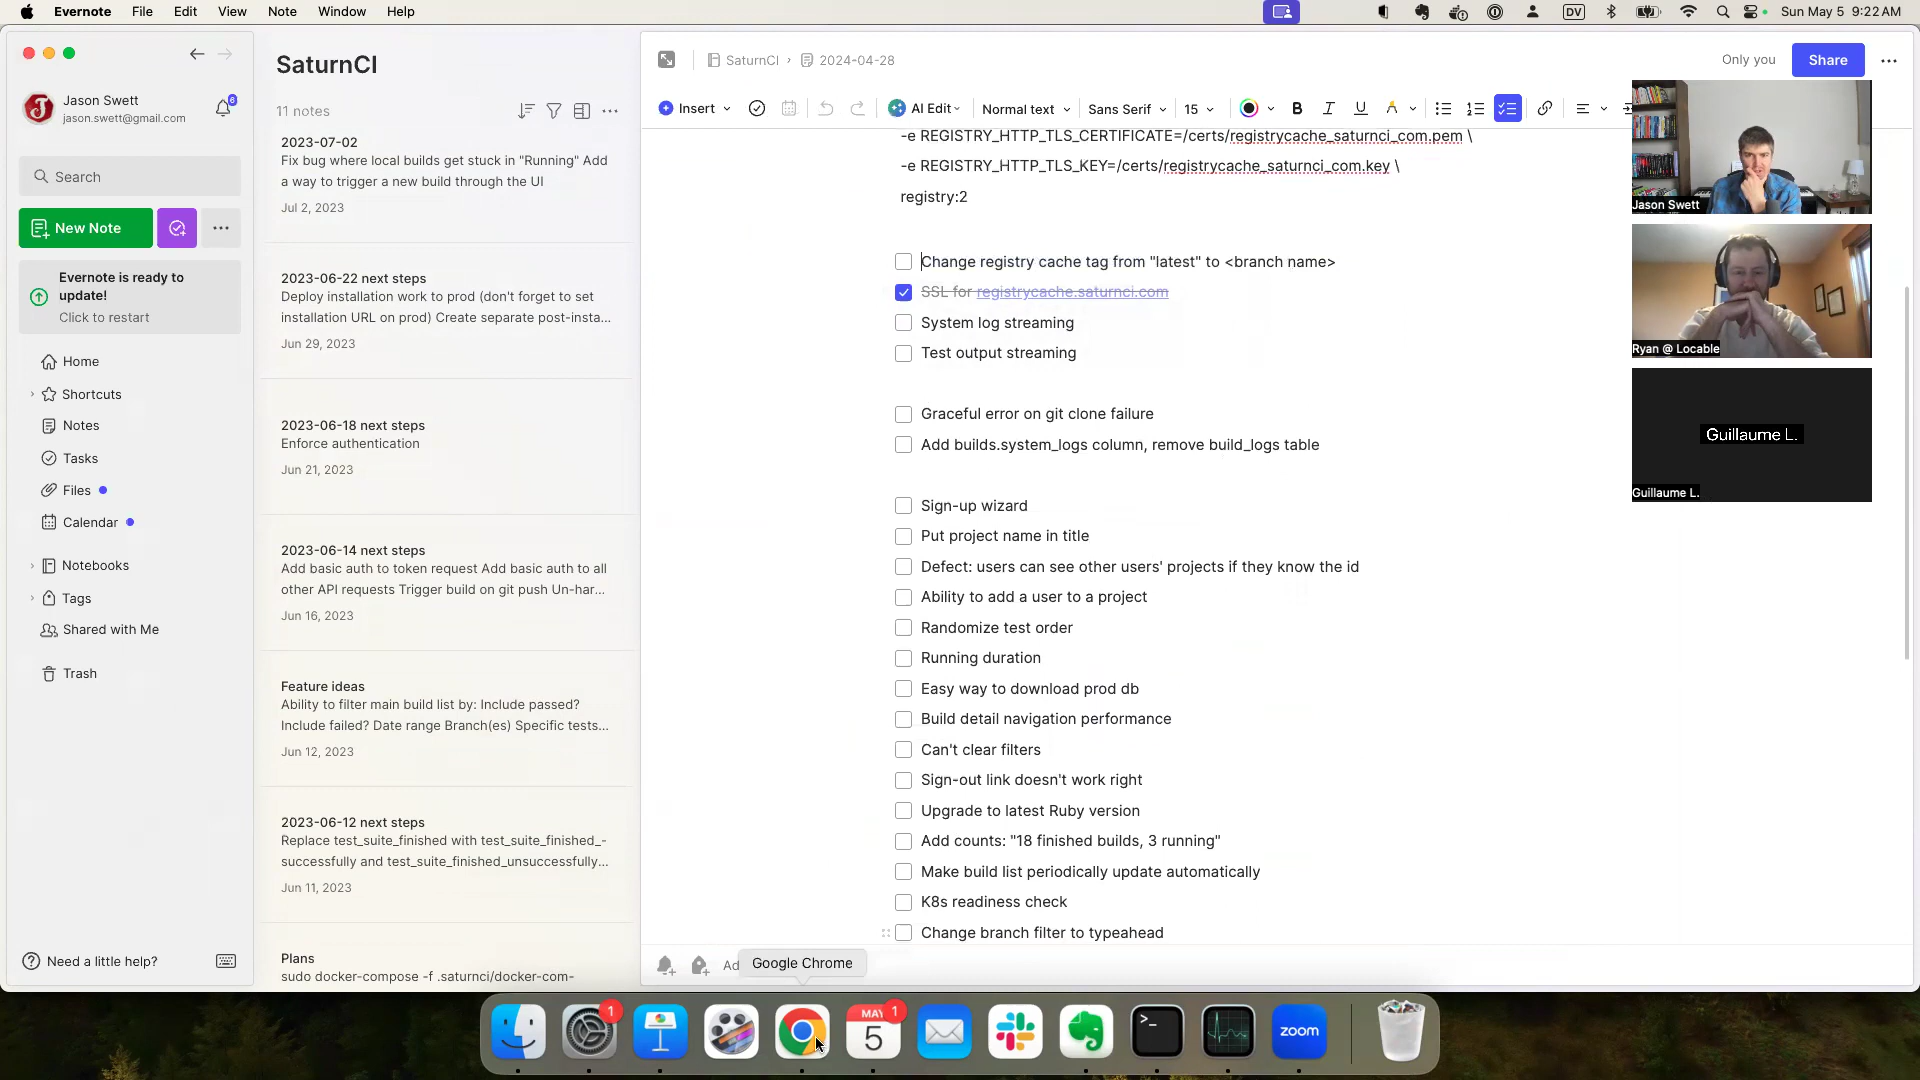 Evernote File Edit View Note Window Help
DV
Sun May 5 9:22 AM
Jason Swett
jason.swett@gmail.com
6
Search
New Note
Evernote is ready to update!
Click to restart
Home
Shortcuts
Notes
Tasks
Files
Calendar
Notebooks
Tags
Shared with Me
Trash
Need a little help?
SaturnCI
11 notes
2023-07-02
Fix bug where local builds get stuck in "Running" Add
a way to trigger a new build through the UI
Jul 2, 2023
2023-06-22 next steps
Deploy installation work to prod (don't forget to set
installation URL on prod) Create separate post-insta...
Jun 29, 2023
2023-06-18 next steps
Enforce authentication
Jun 21, 2023
2023-06-14 next steps
Add basic auth to token request Add basic auth to all
other API requests Trigger build on git push Un-har...
Jun 16, 2023
Feature ideas
Ability to filter main build list by: Include passed?
Include failed? Date range Branch(es) Specific tests...
Jun 12, 2023
2023-06-12 next steps
Replace test_suite_finished with test_suite_finished_-
successfully and test_suite_finished_unsuccessfully...
Jun 11, 2023
Plans
sudo docker-compose -f .saturnci/docker-com-
SaturnCI › 2024-04-28
Only you
Share
Insert
AI Edit
Normal text
Sans Serif
15
B I U A
-e REGISTRY_HTTP_TLS_CERTIFICATE=/certs/registrycache_saturnci_com.pem \
-e REGISTRY_HTTP_TLS_KEY=/certs/registrycache_saturnci_com.key \
registry:2
Change registry cache tag from "latest" to <branch name>
SSL for registrycache.saturnci.com
System log streaming
Test output streaming
Graceful error on git clone failure
Add builds.system_logs column, remove build_logs table
Sign-up wizard
Put project name in title
Defect: users can see other users' projects if they know the id
Ability to add a user to a project
Randomize test order
Running duration
Easy way to download prod db
Build detail navigation performance
Can't clear filters
Sign-out link doesn't work right
Upgrade to latest Ruby version
Add counts: "18 finished builds, 3 running"
Make build list periodically update automatically
K8s readiness check
Change branch filter to typeahead
Ad
Google Chrome
Jason Swett
Ryan @ Locable
Guillaume L.
Guillaume L.
1
MAY
5
1
zoom